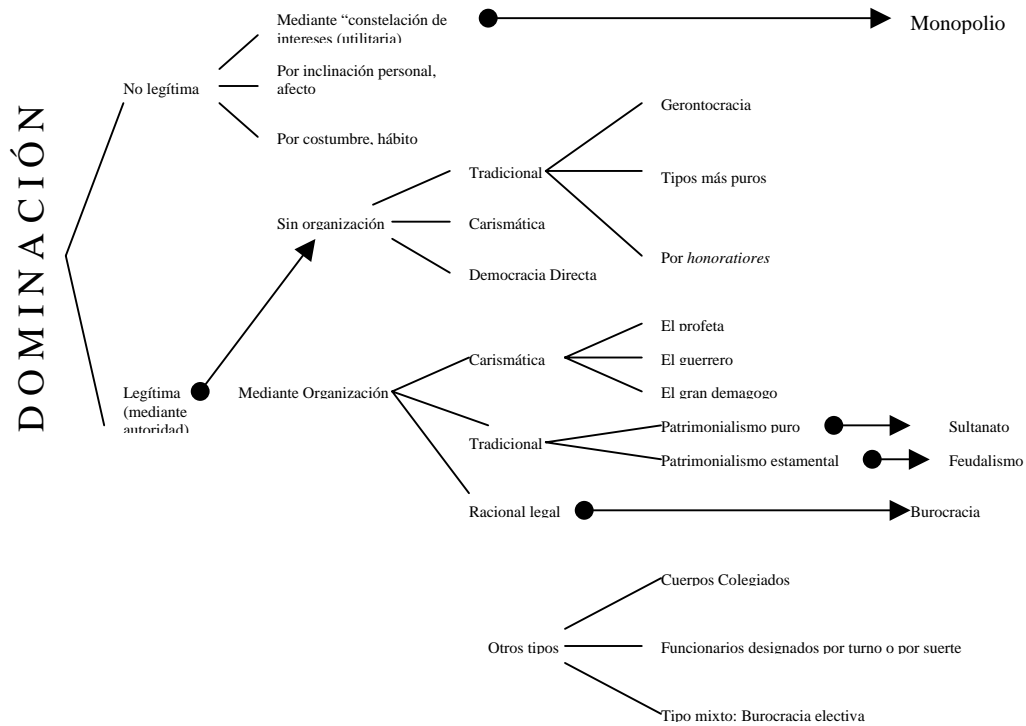 Mediante “constelación de
intereses (utilitaria)
Monopolio
Por inclinación personal,
afecto
No legítima
Por costumbre, hábito
DOMINACIÓN
Gerontocracia
Tradicional
Tipos más puros
Sin organización
Carismática
Por honoratiores
Democracia Directa
El profeta
Carismática
El guerrero
Legítima
(mediante
autoridad)
Mediante Organización
El gran demagogo
Patrimonialismo puro
Sultanato
Tradicional
Patrimonialismo estamental
Feudalismo
Racional legal
Burocracia
Cuerpos Colegiados
Otros tipos
Funcionarios designados por turno o por suerte
Tipo mixto: Burocracia electiva